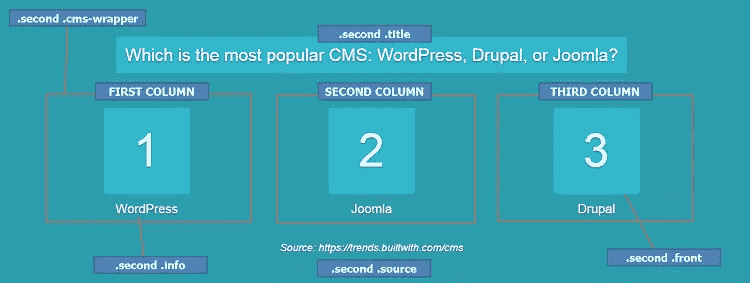 .second .cms-wrapper
.second .title
Which is the most popular CMS: WordPress, Drupal, or Joomla?
FIRST COLUMN
SECOND COLUMN
THIRD COLUMN
1
2
3
WordPress
Joomla
Drupal
Source: https://trends.builtwith.com/cms
.second .info
.second .source
.second .front